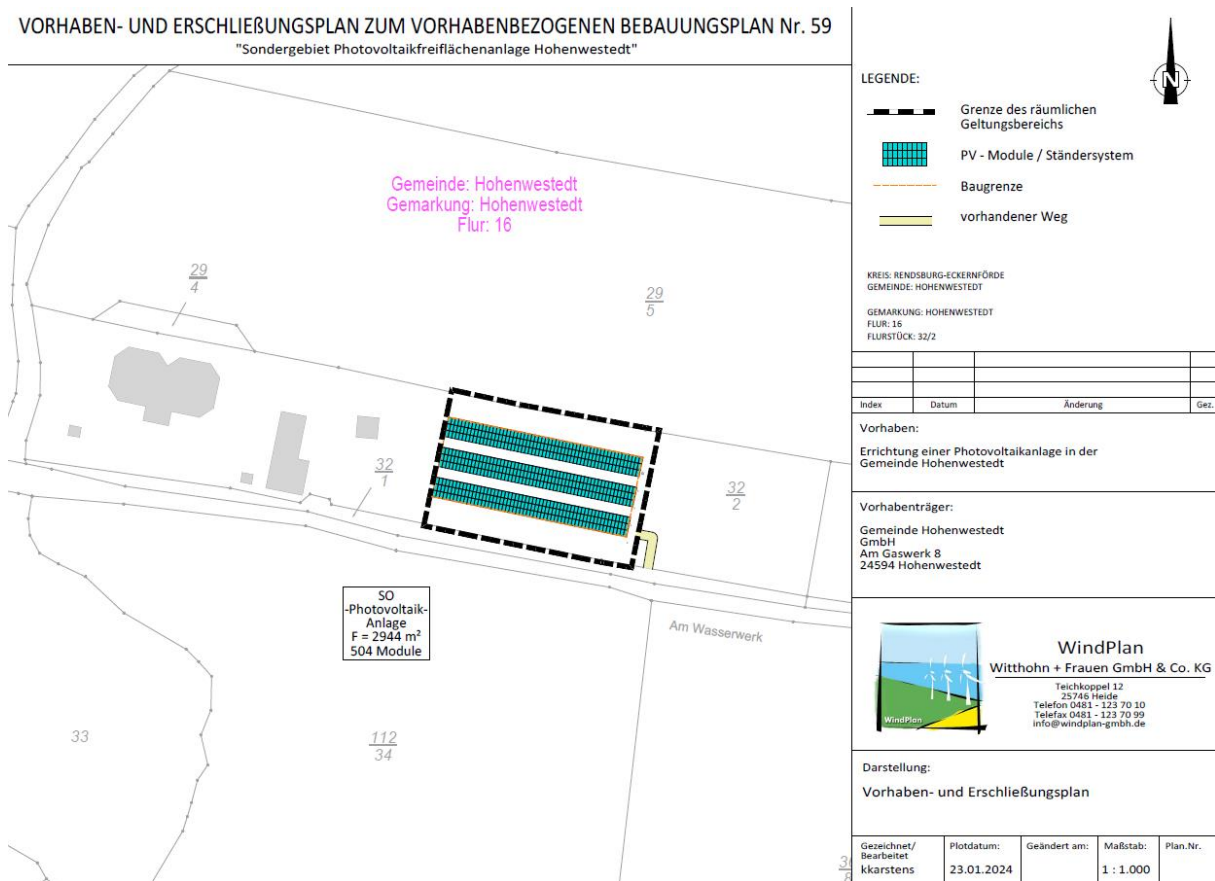 VORHABEN- UND ERSCHLIEßUNGSPLAN ZUM VORHABENBEZOGENEN BEBAUUNGSPLAN Nr. 59
"Sondergebiet Photovoltaikfreiflächenanlage Hohenwestedt"
Gemeinde: Hohenwestedt
Gemarkung: Hohenwestedt
Flur: 16
29
4
29
5
32
1
32
2
SO
-Photovoltaik-
Anlage
F = 2944 m²
504 Module
Am Wasserwerk
33
112
34
N
LEGENDE:
Grenze des räumlichen
Geltungsbereichs
PV - Module / Ständersystem
Baugrenze
vorhandener Weg
KREIS: RENDSBURG-ECKERNFÖRDE
GEMEINDE: HOHENWESTEDT
GEMARKUNG: HOHENWESTEDT
FLUR: 16
FLURSTÜCK: 32/2
Index Datum Änderung Gez.
Vorhaben:
Errichtung einer Photovoltaikanlage in der
Gemeinde Hohenwestedt
Vorhabenträger:
Gemeinde Hohenwestedt
GmbH
Am Gaswerk 8
24594 Hohenwestedt
WindPlan
WindPlan
Witthohn + Frauen GmbH & Co. KG
Teichkoppel 12
25746 Heide
Telefon 0481 - 123 70 10
Telefax 0481 - 123 70 99
info@windplan-gmbh.de
Darstellung:
Vorhaben- und Erschließungsplan
Gezeichnet/
Bearbeitet
kkarstens
Plotdatum:
23.01.2024
Geändert am:
Maßstab:
1 : 1.000
Plan.Nr.